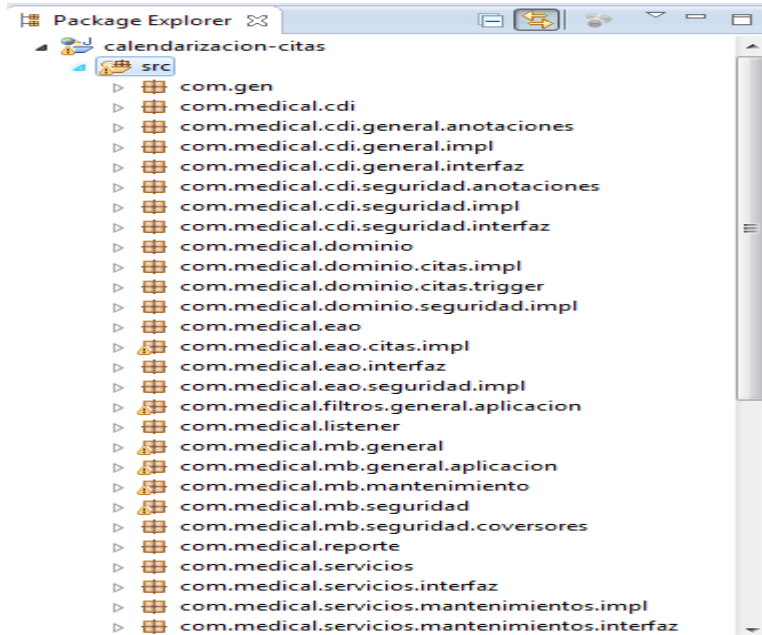 Package Explorer
calendarizacion-citas
src
com.gen
com.medical.cdi
com.medical.cdi.general.anotaciones
com.medical.cdi.general.impl
com.medical.cdi.general.interfaz
com.medical.cdi.seguridad.anotaciones
com.medical.cdi.seguridad.impl
com.medical.cdi.seguridad.interfaz
com.medical.dominio
com.medical.dominio.citas.impl
com.medical.dominio.citas.trigger
com.medical.dominio.seguridad.impl
com.medical.eao
com.medical.eao.citas.impl
com.medical.eao.interfaz
com.medical.eao.seguridad.impl
com.medical.filtros.general.aplicacion
com.medical.listener
com.medical.mb.general
com.medical.mb.general.aplicacion
com.medical.mb.mantenimiento
com.medical.mb.seguridad
com.medical.mb.seguridad.coversores
com.medical.reporte
com.medical.servicios
com.medical.servicios.interfaz
com.medical.servicios.mantenimientos.impl
com.medical.servicios.mantenimientos.interfaz